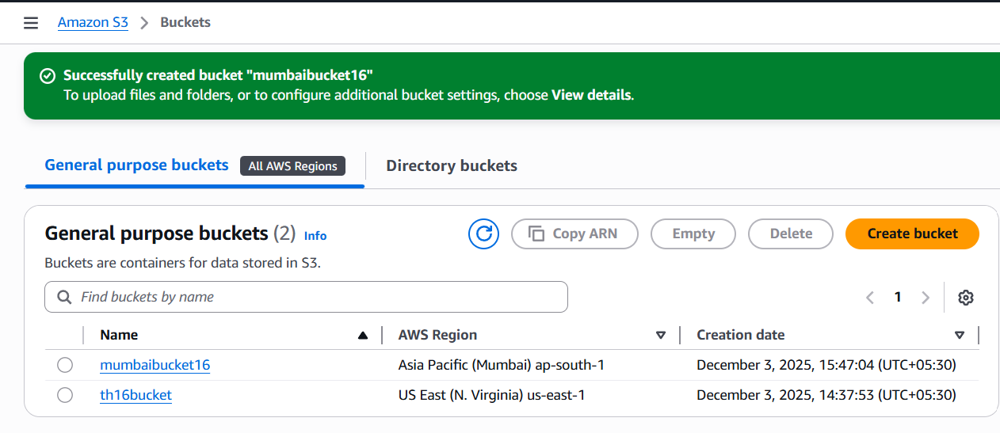 Amazon S3 > Buckets
Successfully created bucket "mumbaibucket16"
To upload files and folders, or to configure additional bucket settings, choose View details.
General purpose buckets All AWS Regions Directory buckets
General purpose buckets (2) Info Copy ARN Empty Delete Create bucket
Buckets are containers for data stored in S3.
Find buckets by name 1
Name AWS Region Creation date
mumbaibucket16 Asia Pacific (Mumbai) ap-south-1 December 3, 2025, 15:47:04 (UTC+05:30)
th16bucket US East (N. Virginia) us-east-1 December 3, 2025, 14:37:53 (UTC+05:30)